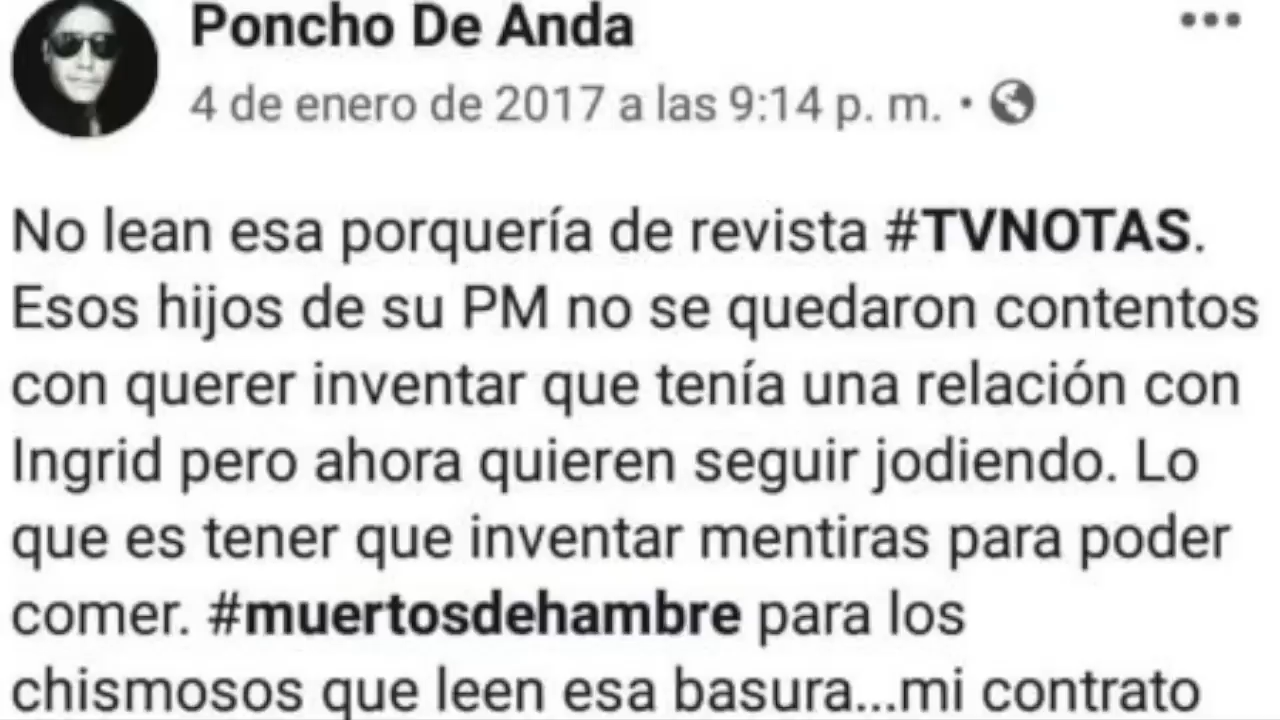 Poncho De Anda
4 de enero de 2017 a las 9:14 p. m. •
No lean esa porquería de revista #TVNOTAS.
Esos hijos de su PM no se quedaron contentos
con querer inventar que tenía una relación con
Ingrid pero ahora quieren seguir jodiendo. Lo
que es tener que inventar mentiras para poder
comer. #muertosdehambre para los
chismosos que leen esa basura...mi contrato